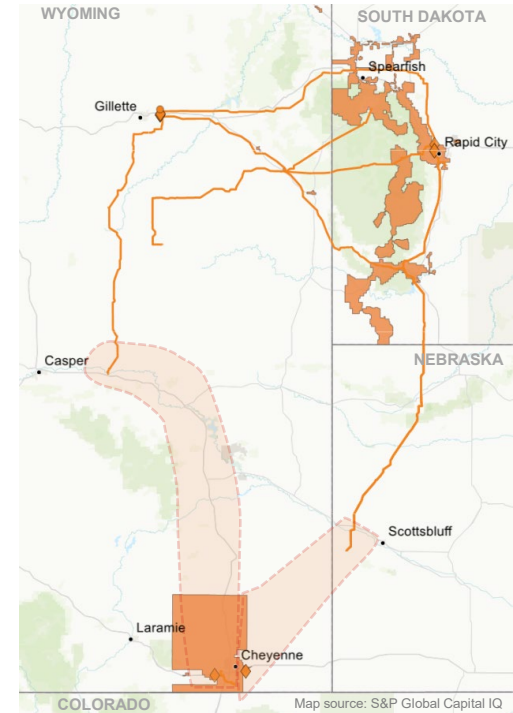 WYOMING
SOUTH DAKOTA
Spearfish
Gillette
Rapid City
Casper
NEBRASKA
Scottsbluff
Laramie
Cheyenne
COLORADO
Map source: S&P Global Capital IQ